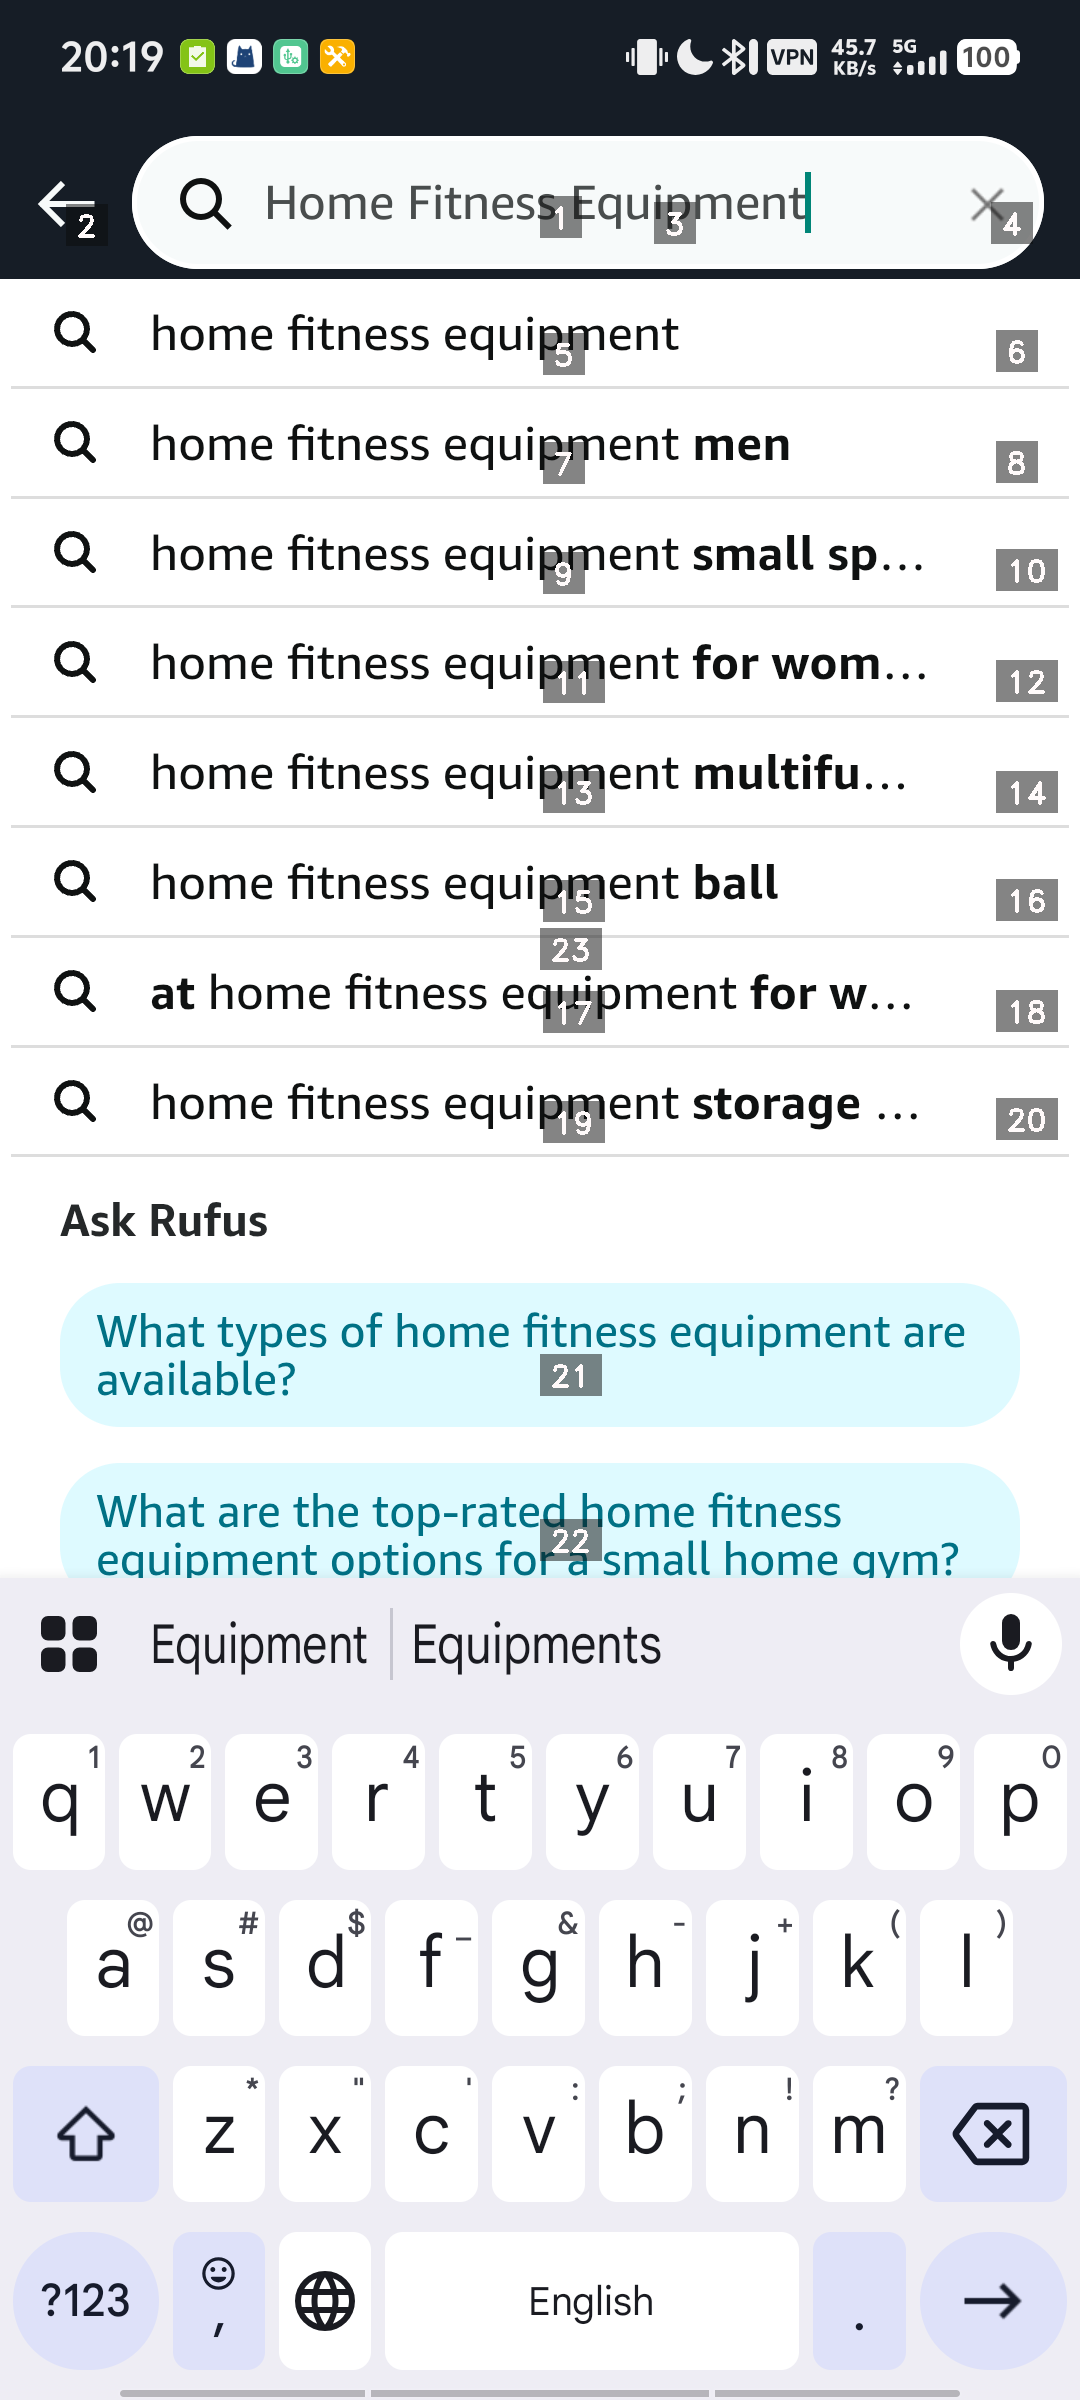 20:19
VPN
45.7
KB/s
5G
100
Home Fitness Equipment
1
2
3
4
home fitness equipment
5
6
home fitness equipment men
7
8
home fitness equipment small sp...
9
10
home fitness equipment for wom...
11
12
home fitness equipment multifu...
13
14
home fitness equipment ball
15
16
23
at home fitness equipment for w...
17
18
home fitness equipment storage ...
19
20
Ask Rufus
What types of home fitness equipment are
available?
21
What are the top-rated home fitness
equipment options for a small home gym?
22
Equipment
Equipments
1 2 3 4 5 6 7 8 9 0
q w e r t y u i o p
@ # $ _ & - + ( )
a s d f g h j k l
* " ' : ; ! ?
z x c v b n m
?123 , English .